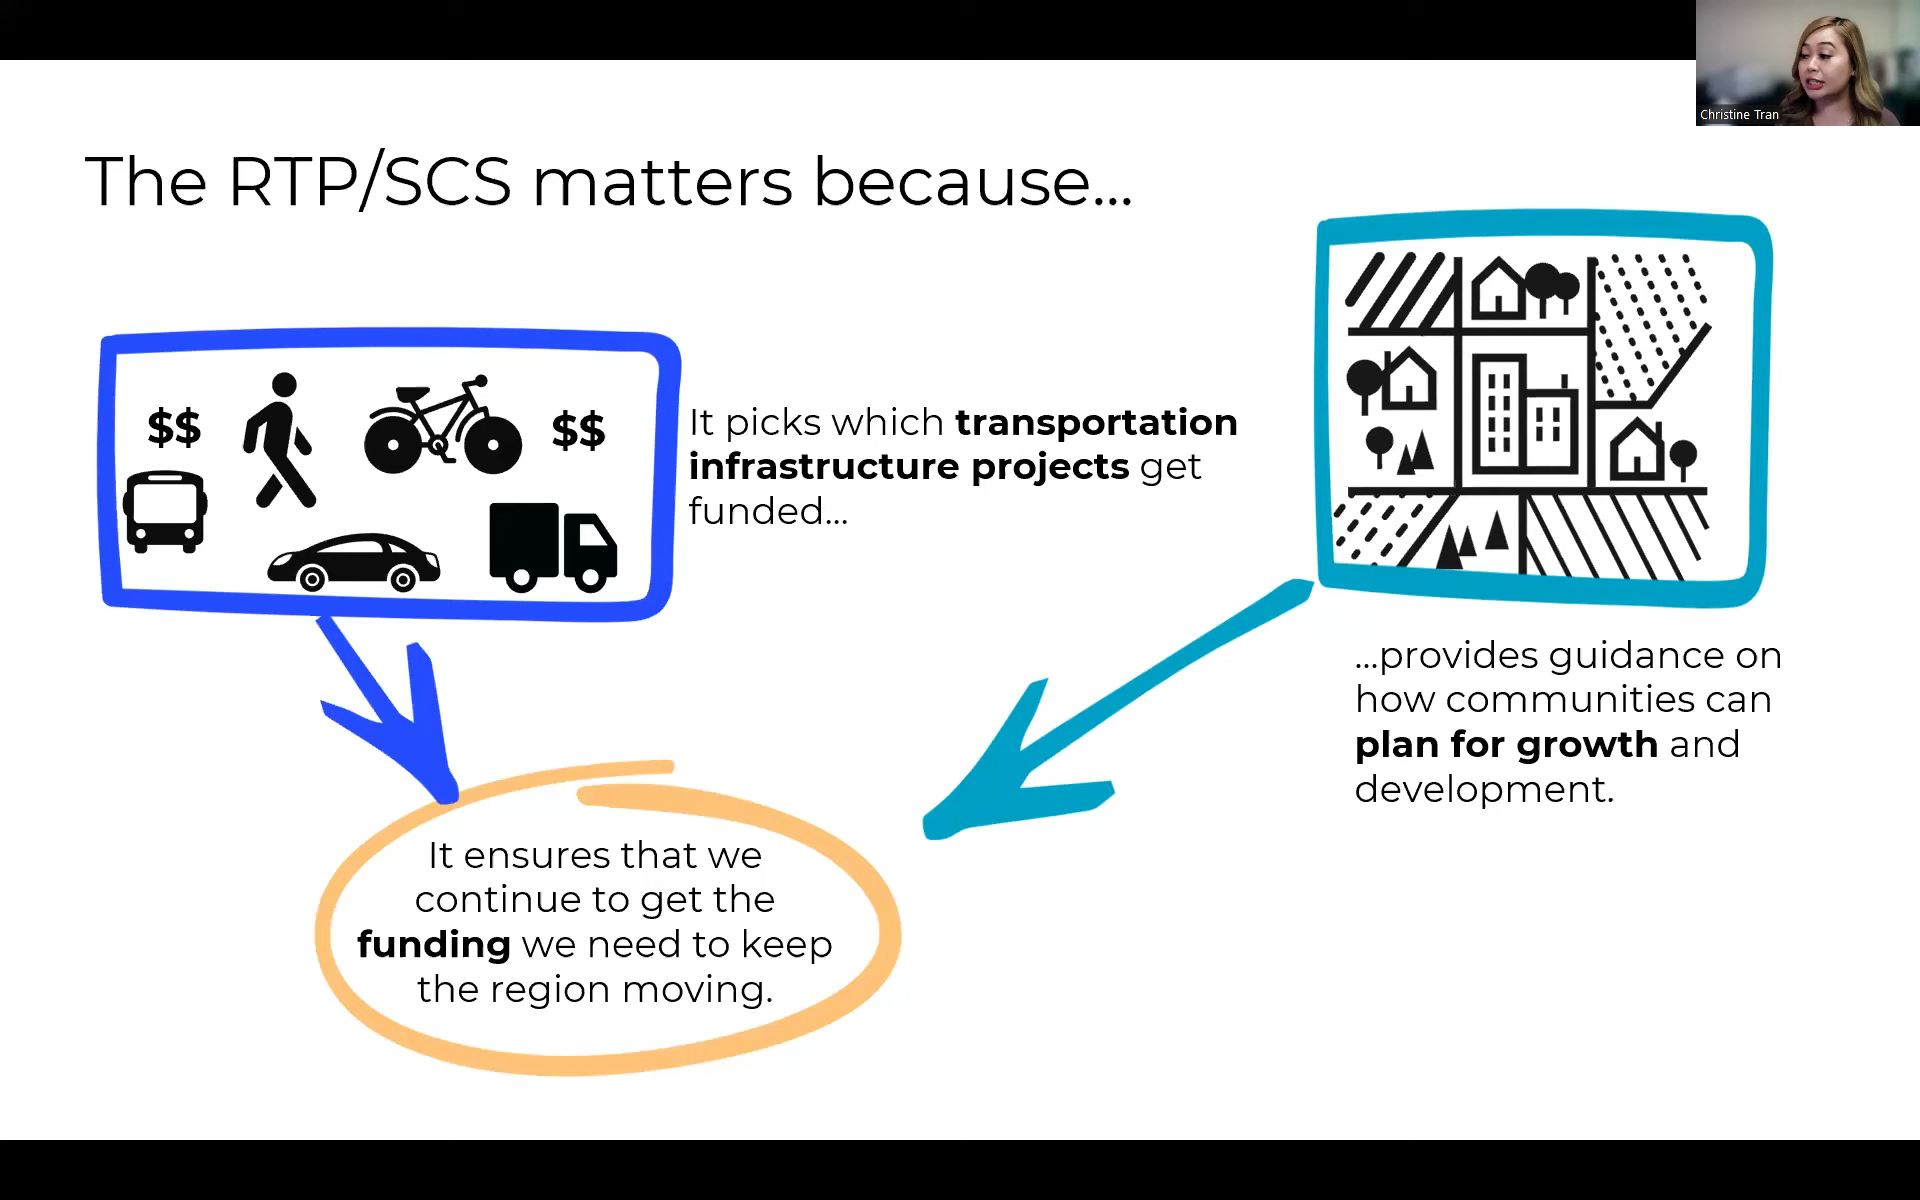 Christine Tran
The RTP/SCS matters because...
$$
$$
It picks which transportation
infrastructure projects get
funded...
...provides guidance on
how communities can
plan for growth and
development.
It ensures that we
continue to get the
funding we need to keep
the region moving.